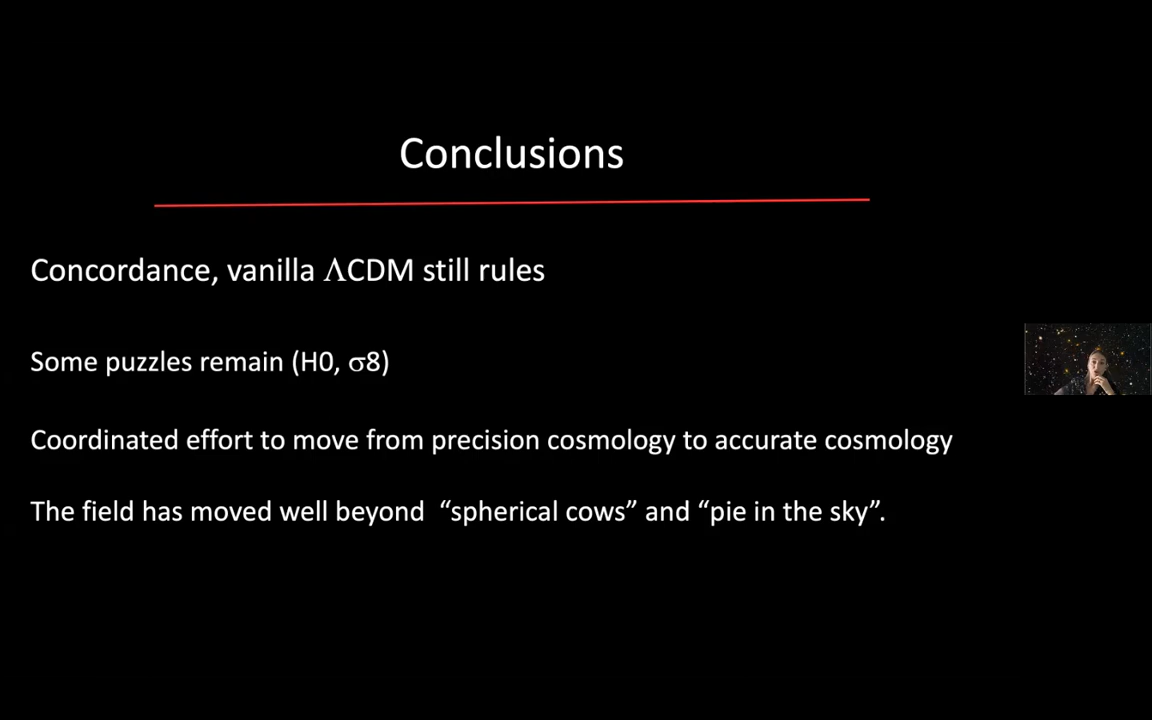 Conclusions
Concordance, vanilla ΛCDM still rules
Some puzzles remain (H0, σ8)
Coordinated effort to move from precision cosmology to accurate cosmology
The field has moved well beyond  “spherical cows” and “pie in the sky”.